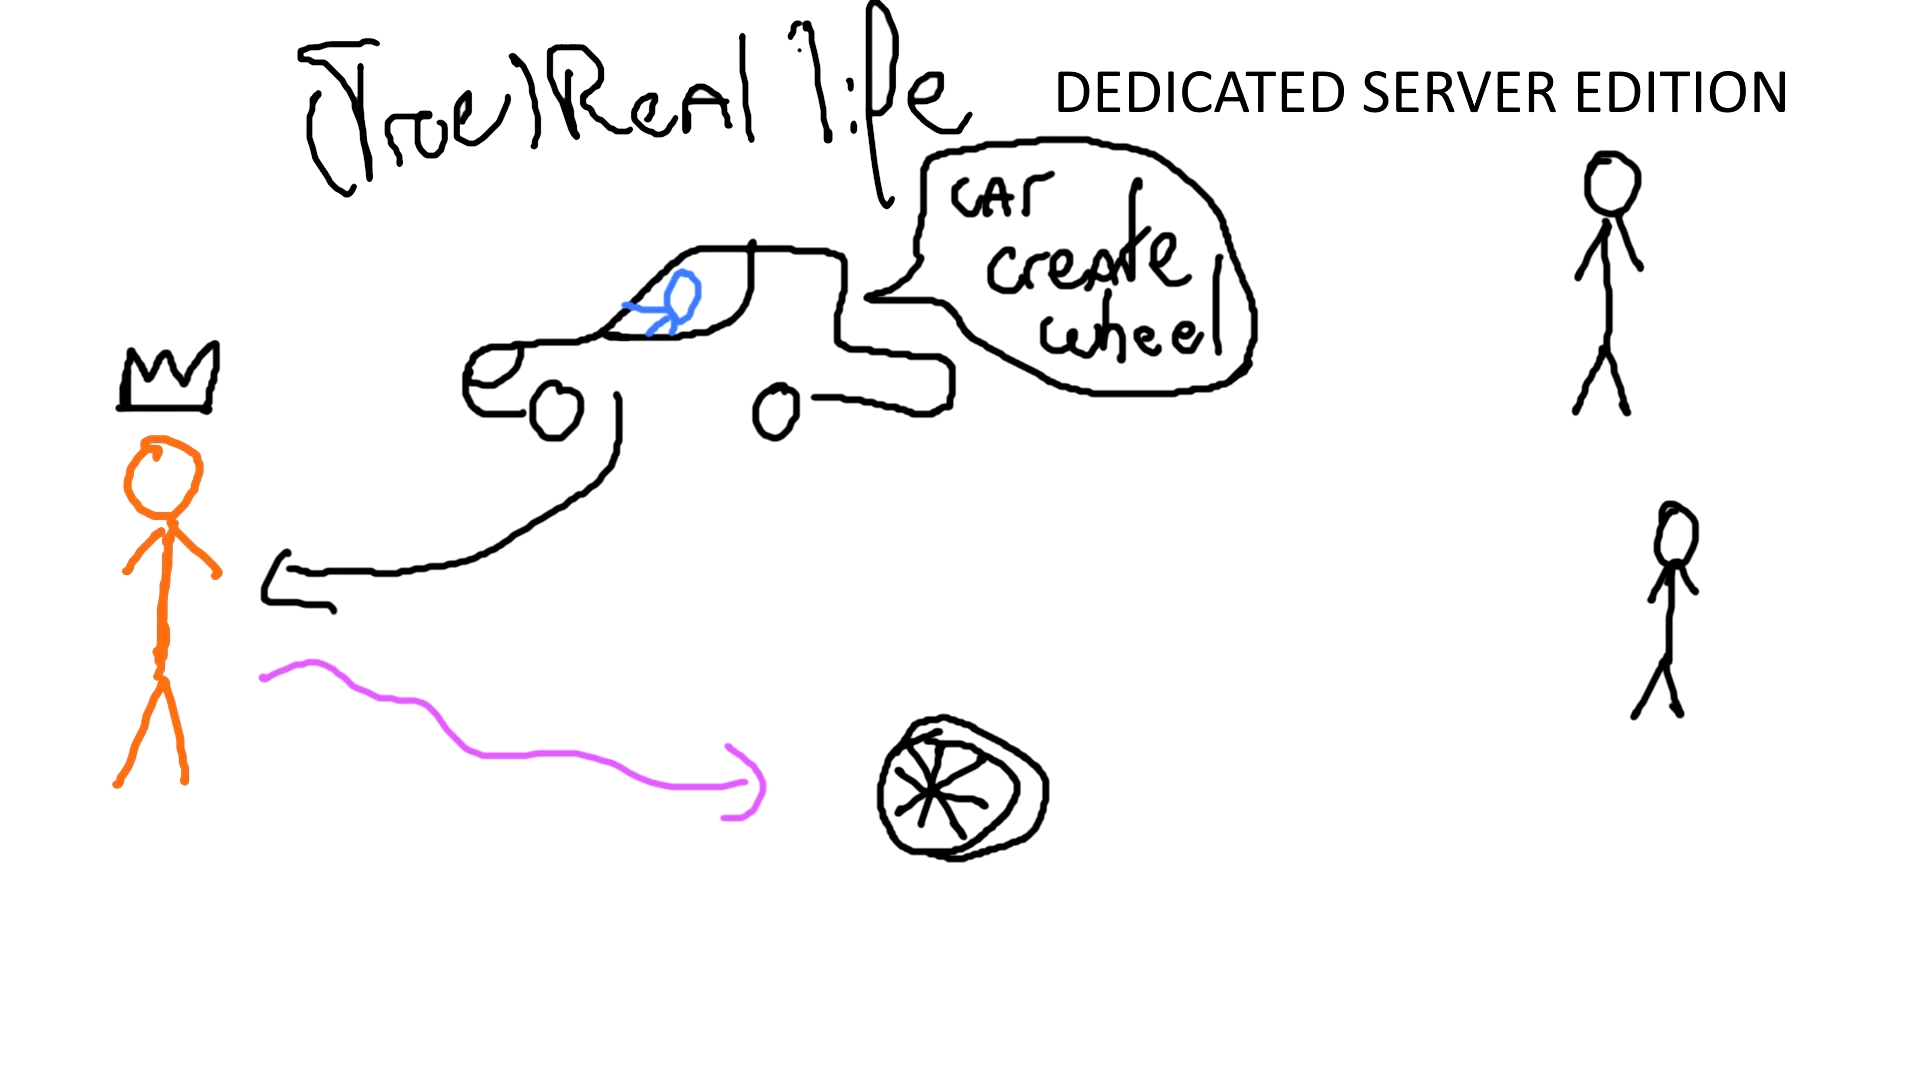 True/Real life
DEDICATED SERVER EDITION
car
create
wheel